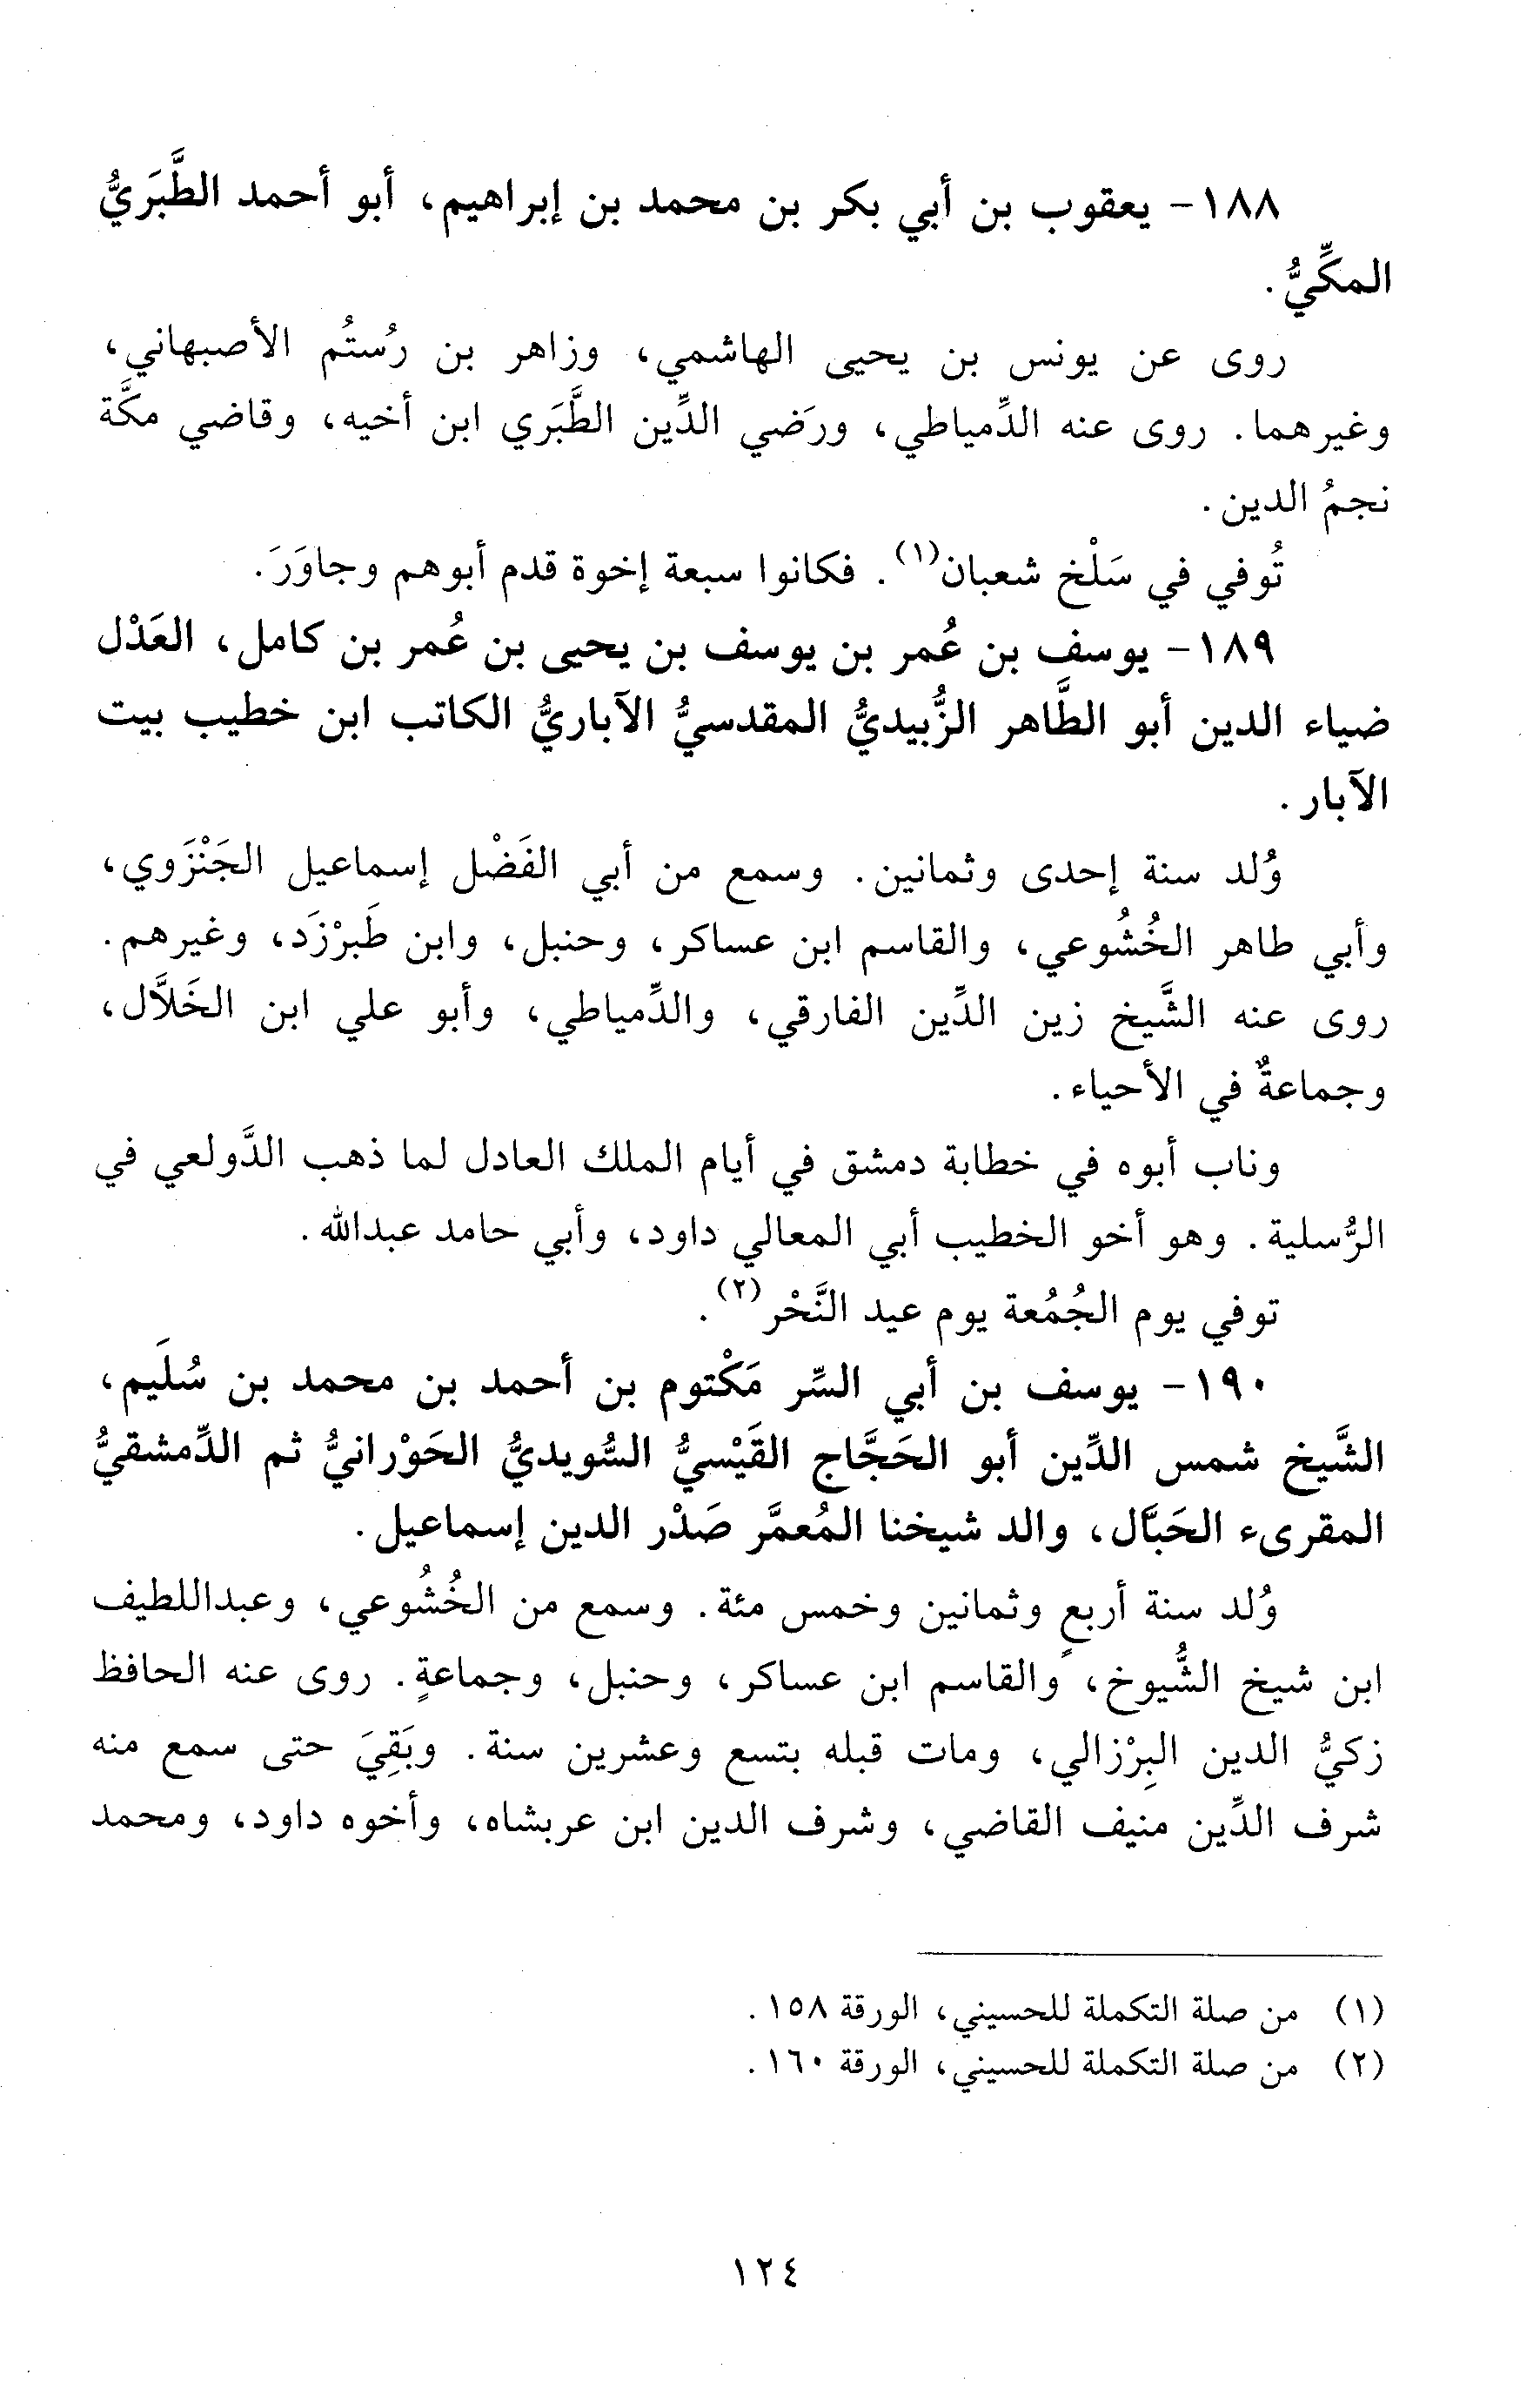 ١٨٨- يعقوب بن أبي بكر بن محمد بن إبراهيم، أبو أحمد الطَّبَريُّ
المكِّيُّ.
روى عن يونس بن يحيى الهاشمي، وزاهر بن رُستُم الأصبهاني،
وغيرهما. روى عنه الدِّمياطي، ورَضي الدِّين الطَّبَري ابن أخيه، وقاضي مكَّة
نجمُ الدين.
تُوفي في سَلْخ شعبان(١). فكانوا سبعة إخوة قدم أبوهم وجاوَرَ.
١٨٩- يوسف بن عُمر بن يوسف بن يحيى بن عُمر بن كامل، العَدْل
ضياء الدين أبو الطَّاهر الزُّبيديُّ المقدسيُّ الآباريُّ الكاتب ابن خطيب بيت
الآبار.
وُلد سنة إحدى وثمانين. وسمع من أبي الفَضْل إسماعيل الجَنْزَوي،
وأبي طاهر الخُشُوعي، والقاسم ابن عساكر، وحنبل، وابن طَبرْزَد، وغيرهم.
روى عنه الشَّيخ زين الدِّين الفارقي، والدِّمياطي، وأبو علي ابن الخَلاَّل،
وجماعةٌ في الأحياء.
وناب أبوه في خطابة دمشق في أيام الملك العادل لما ذهب الدَّولعي في
الرُّسلية. وهو أخو الخطيب أبي المعالي داود، وأبي حامد عبدالله.
توفي يوم الجُمُعة يوم عيد النَّحْر(٢).
١٩٠- يوسف بن أبي السِّر مَكْتوم بن أحمد بن محمد بن سُلَيم،
الشَّيخ شمس الدِّين أبو الحَجَّاج القَيْسيُّ السُّويديُّ الحَوْرانيُّ ثم الدِّمشقيُّ
المقرىء الحَبَّال، والد شيخنا المُعمَّر صَدْر الدين إسماعيل.
وُلد سنة أربعٍ وثمانين وخمس مئة. وسمع من الخُشُوعي، وعبداللطيف
ابن شيخ الشُّيوخ، والقاسم ابن عساكر، وحنبل، وجماعةٍ. روى عنه الحافظ
زكيُّ الدين البِرْزالي، ومات قبله بتسع وعشرين سنة. وبَقِيَ حتى سمع منه
شرف الدِّين منيف القاضي، وشرف الدين ابن عربشاه، وأخوه داود، ومحمد
(١) من صلة التكملة للحسيني، الورقة ١٥٨.
(٢) من صلة التكملة للحسيني، الورقة ١٦٠.
١٢٤